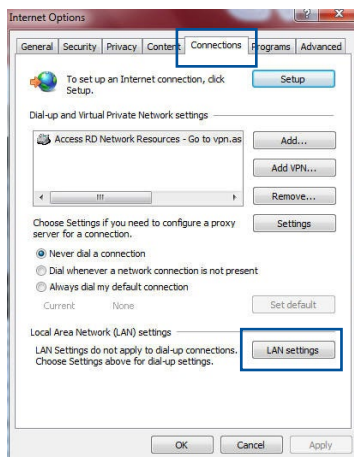 Internet Options
General Security Privacy Content Connections Programs Advanced
To set up an Internet connection, click
Setup.
Setup
Dial-up and Virtual Private Network settings
Access RD Network Resources - Go to vpn.as
Add...
Add VPN...
Remove...
Choose Settings if you need to configure a proxy
server for a connection.
Settings
Never dial a connection
Dial whenever a network connection is not present
Always dial my default connection
Current None
Set default
Local Area Network (LAN) settings
LAN Settings do not apply to dial-up connections.
Choose Settings above for dial-up settings.
LAN settings
OK Cancel Apply